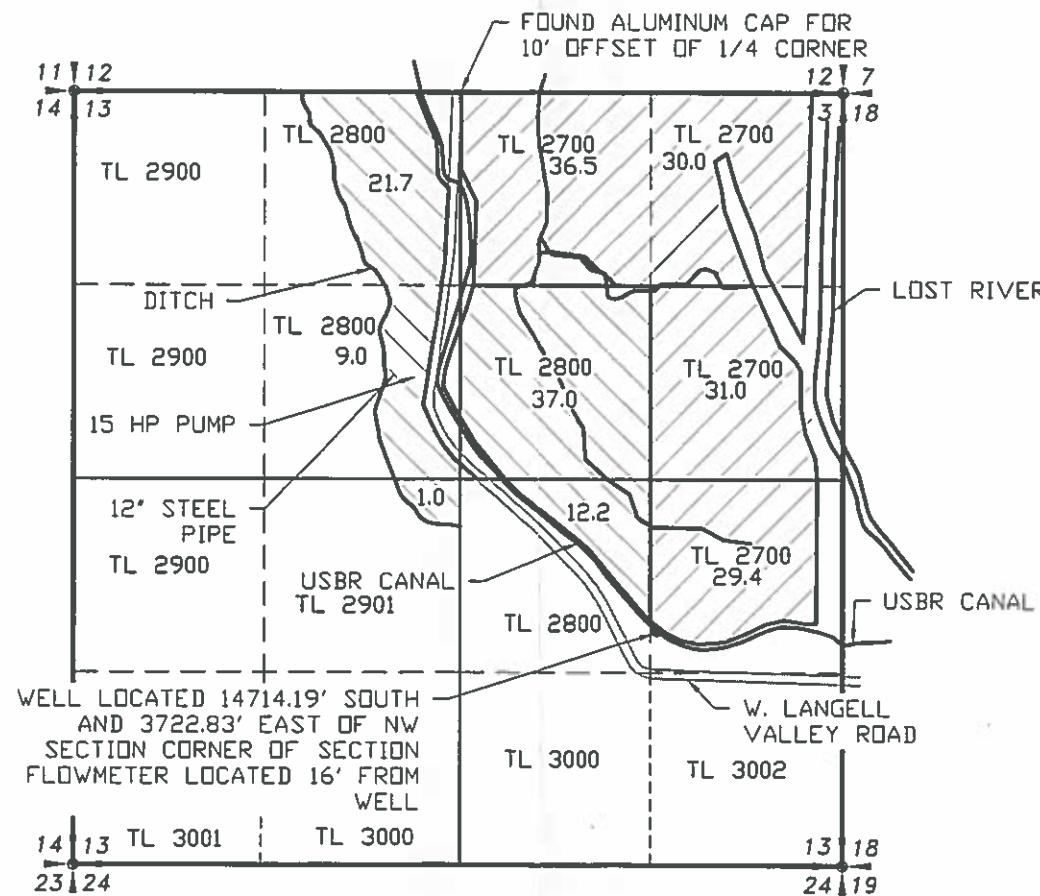 FOUND ALUMINUM CAP FOR
10' OFFSET OF 1/4 CORNER
11 12
14 13
12 7
3 18
TL 2900
TL 2800
21.7
TL 2700
36.5
TL 2700
30.0
DITCH
LOST RIVER
TL 2900
TL 2800
9.0
TL 2800
37.0
TL 2700
31.0
15 HP PUMP
12" STEEL
PIPE
1.0
12.2
TL 2900
TL 2700
29.4
USBR CANAL
TL 2901
TL 2800
USBR CANAL
WELL LOCATED 14714.19' SOUTH
AND 3722.83' EAST OF NW
SECTION CORNER OF SECTION
FLOWMETER LOCATED 16' FROM
WELL
W. LANGELL
VALLEY ROAD
TL 3000
TL 3002
TL 3001
TL 3000
14 13
23 24
13 18
24 19